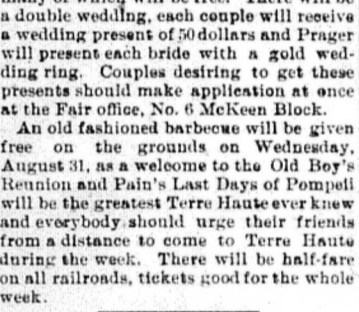 many of which will be free. There will be
a double wedding, each couple will receive
a wedding present of 50 dollars and Prager
will present each bride with a gold wed-
ding ring. Couples desiring to get these
presents should make application at once
at the Fair office, No. 6 McKeen Block.
An old fashioned barbecue will be given
free on the grounds on Wednesday,
August 31, as a welcome to the Old Boy's
Reunion and Pain's Last Days of Pompeii
will be the greatest Terre Haute ever knew
and everybody should urge their friends
from a distance to come to Terre Haute
during the week. There will be half-fare
on all railroads, tickets good for the whole
week.